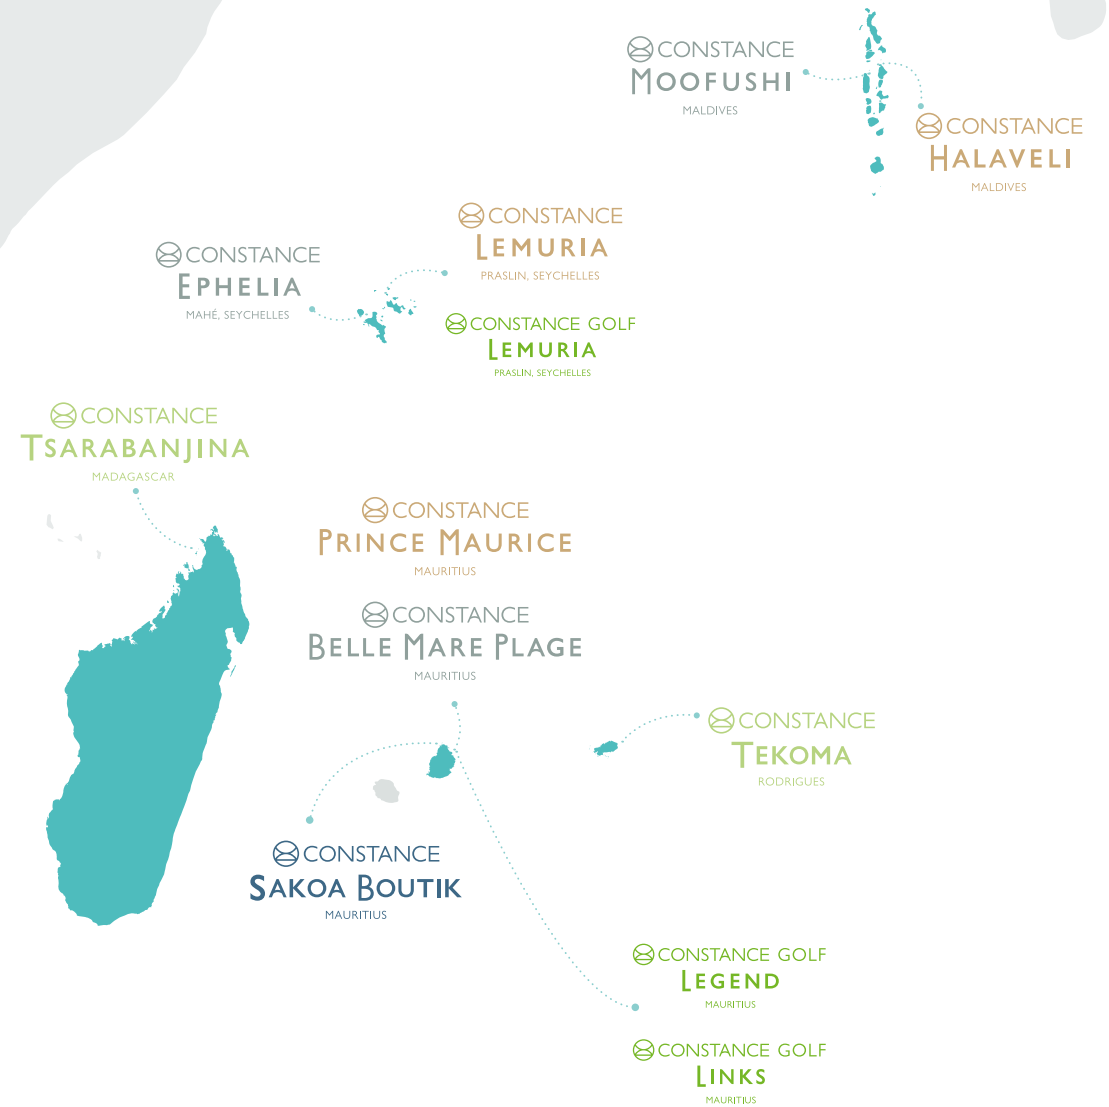 CONSTANCE
MOOFUSHI
MALDIVES
CONSTANCE
HALAVELI
MALDIVES
CONSTANCE
LEMURIA
PRASLIN, SEYCHELLES
CONSTANCE
EPHELIA
MAHÉ, SEYCHELLES
CONSTANCE GOLF
LEMURIA
PRASLIN, SEYCHELLES
CONSTANCE
TSARABANJINA
MADAGASCAR
CONSTANCE
PRINCE MAURICE
MAURITIUS
CONSTANCE
BELLE MARE PLAGE
MAURITIUS
CONSTANCE
TEKOMA
RODRIGUES
CONSTANCE
SAKOA BOUTIK
MAURITIUS
CONSTANCE GOLF
LEGEND
MAURITIUS
CONSTANCE GOLF
LINKS
MAURITIUS